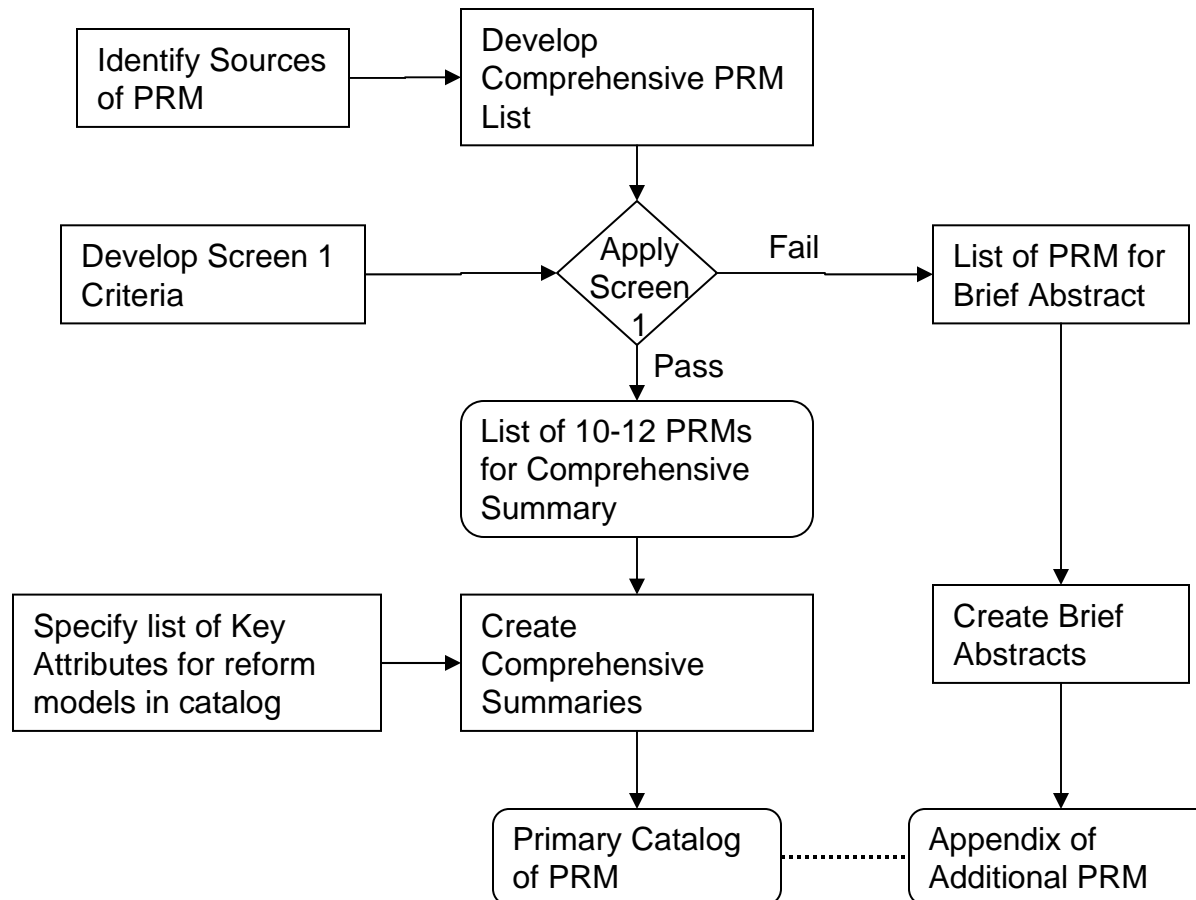 Identify Sources
of PRM
Develop
Comprehensive PRM
List
Develop Screen 1
Criteria
Apply
Screen
1
Fail
List of PRM for
Brief Abstract
Pass
List of 10-12 PRMs
for Comprehensive
Summary
Specify list of Key
Attributes for reform
models in catalog
Create
Comprehensive
Summaries
Create Brief
Abstracts
Primary Catalog
of PRM
Appendix of
Additional PRM